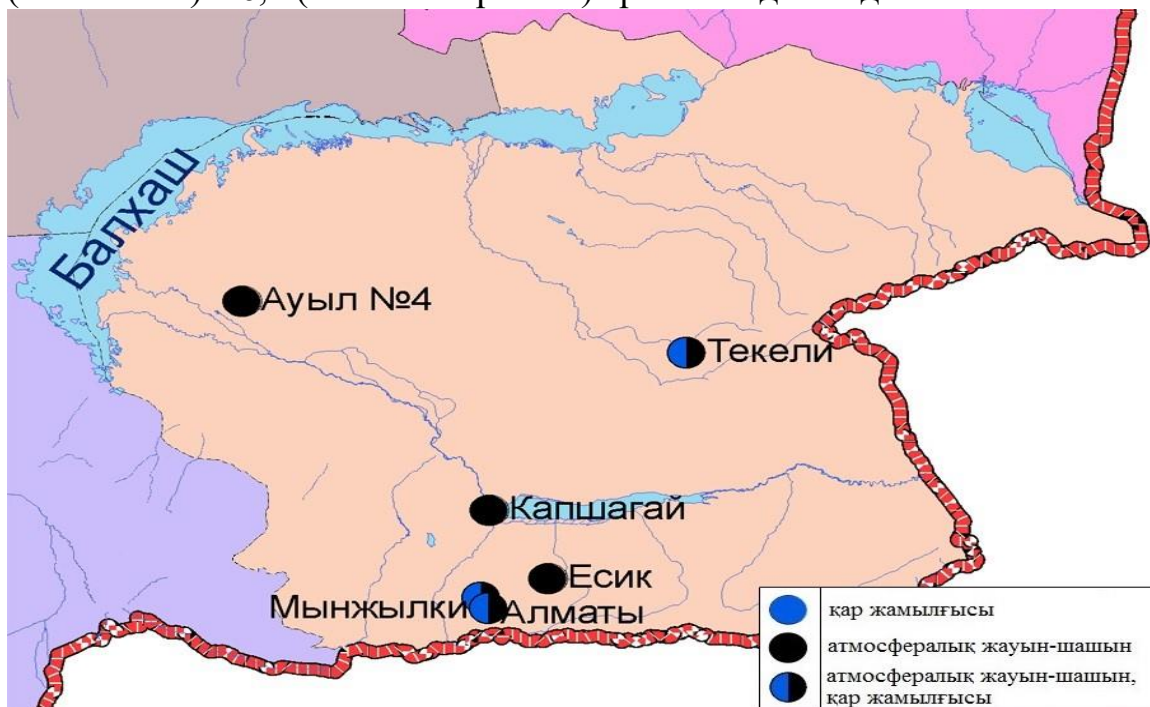 Балхаш
Ауыл №4
Текели
Капшагай
Есик
Мынжылки
Алматы
қар жамылғысы
атмосфералық жауын-шашын
атмосфералық жауын-шашын,
қар жамылғысы